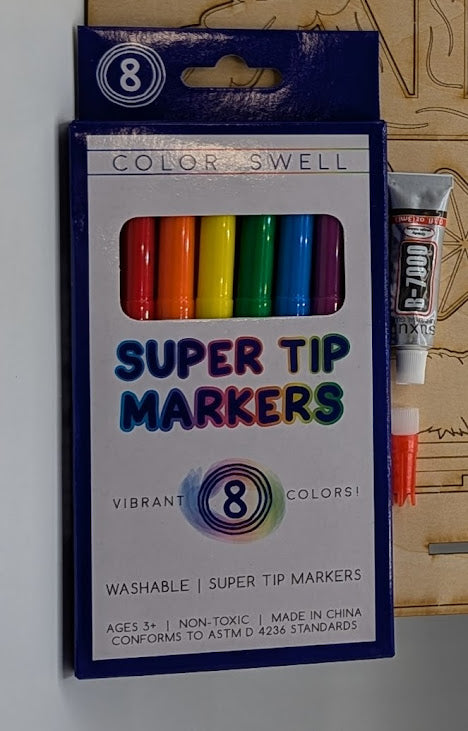 8
COLOR SWELL
SUPER TIP
MARKERS
VIBRANT 8 COLORS!
WASHABLE | SUPER TIP MARKERS
AGES 3+ | NON-TOXIC | MADE IN CHINA
CONFORMS TO ASTM D 4236 STANDARDS
B-7000